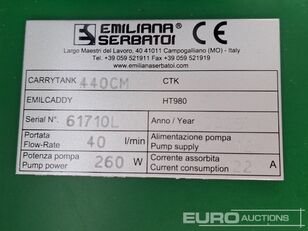 EMILIANA
SERBATOI
Largo Maestri del Lavoro, 40 41011 Campogalliano (MO) - Italy
Tel. +39 059 521911 Fax +39 059 521919
www.emilianaserbatoi.com
CARRYTANK 440CM CTK
EMILCADDY HT980
Serial N°. 61710L Anno / Year
Portata 40 l/min Alimentazione pompa
Flow-Rate Pump supply
Potenza pompa 260 W Corrente assorbita 22 A
Pump power Current consumption
EURO AUCTIONS